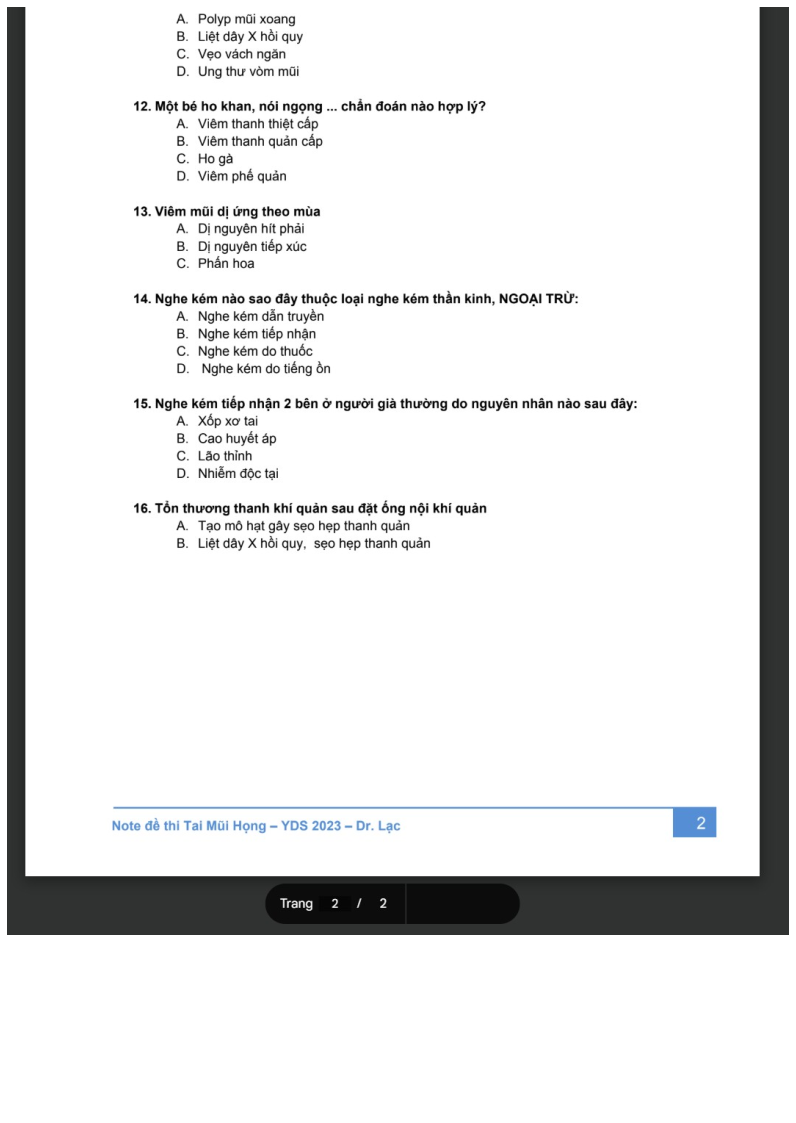 A. Polyp mũi xoang
B. Liệt dây X hồi quy
C. Vẹo vách ngăn
D. Ung thư vòm mũi
12. Một bé ho khan, nói ngọng ... chẩn đoán nào hợp lý?
A. Viêm thanh thiệt cấp
B. Viêm thanh quản cấp
C. Ho gà
D. Viêm phế quản
13. Viêm mũi dị ứng theo mùa
A. Dị nguyên hít phải
B. Dị nguyên tiếp xúc
C. Phấn hoa
14. Nghe kém nào sao đây thuộc loại nghe kém thần kinh, NGOẠI TRỪ:
A. Nghe kém dẫn truyền
B. Nghe kém tiếp nhận
C. Nghe kém do thuốc
D. Nghe kém do tiếng ồn
15. Nghe kém tiếp nhận 2 bên ở người già thường do nguyên nhân nào sau đây:
A. Xốp xơ tai
B. Cao huyết áp
C. Lão thính
D. Nhiễm độc tại
16. Tổn thương thanh khí quản sau đặt ống nội khí quản
A. Tạo mô hạt gây sẹo hẹp thanh quản
B. Liệt dây X hồi quy, sẹo hẹp thanh quản
Note đề thi Tai Mũi Họng – YDS 2023 – Dr. Lạc
2
Trang 2 / 2